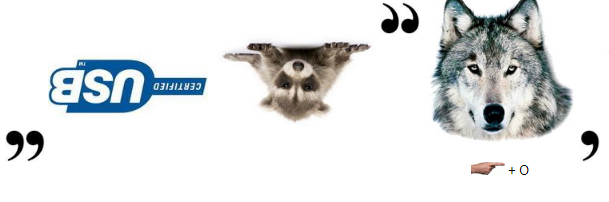 “
CERTIFIED USB™
” ’
+ O